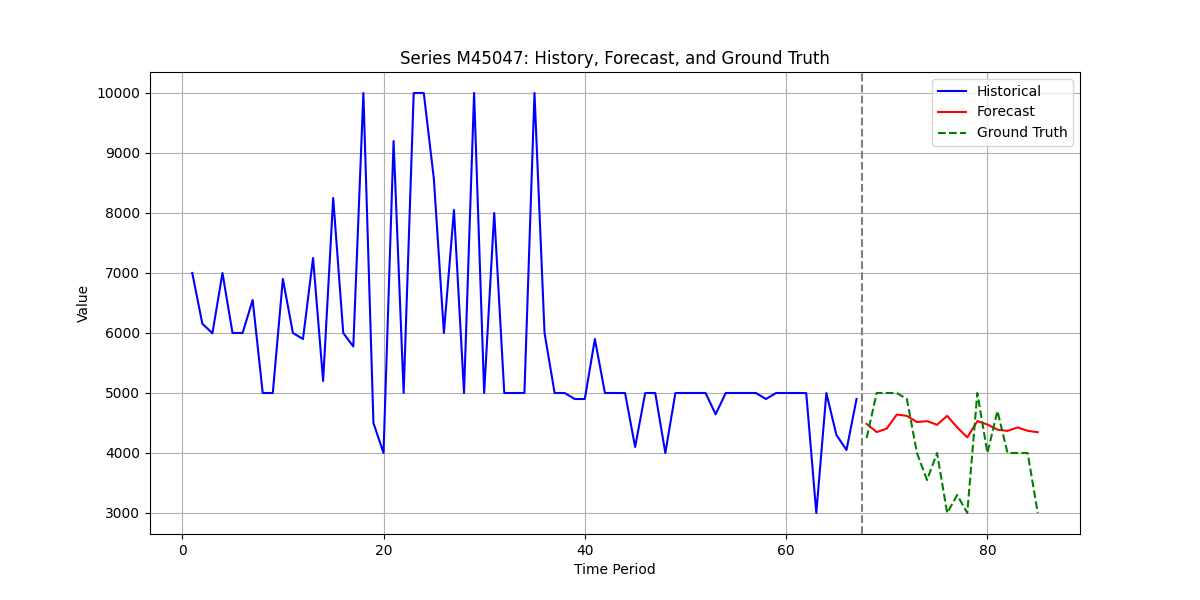 Series M45047: History, Forecast, and Ground Truth
Historical
Forecast
Ground Truth
10000
9000
8000
7000
6000
5000
4000
3000
Value
0 20 40 60 80
Time Period